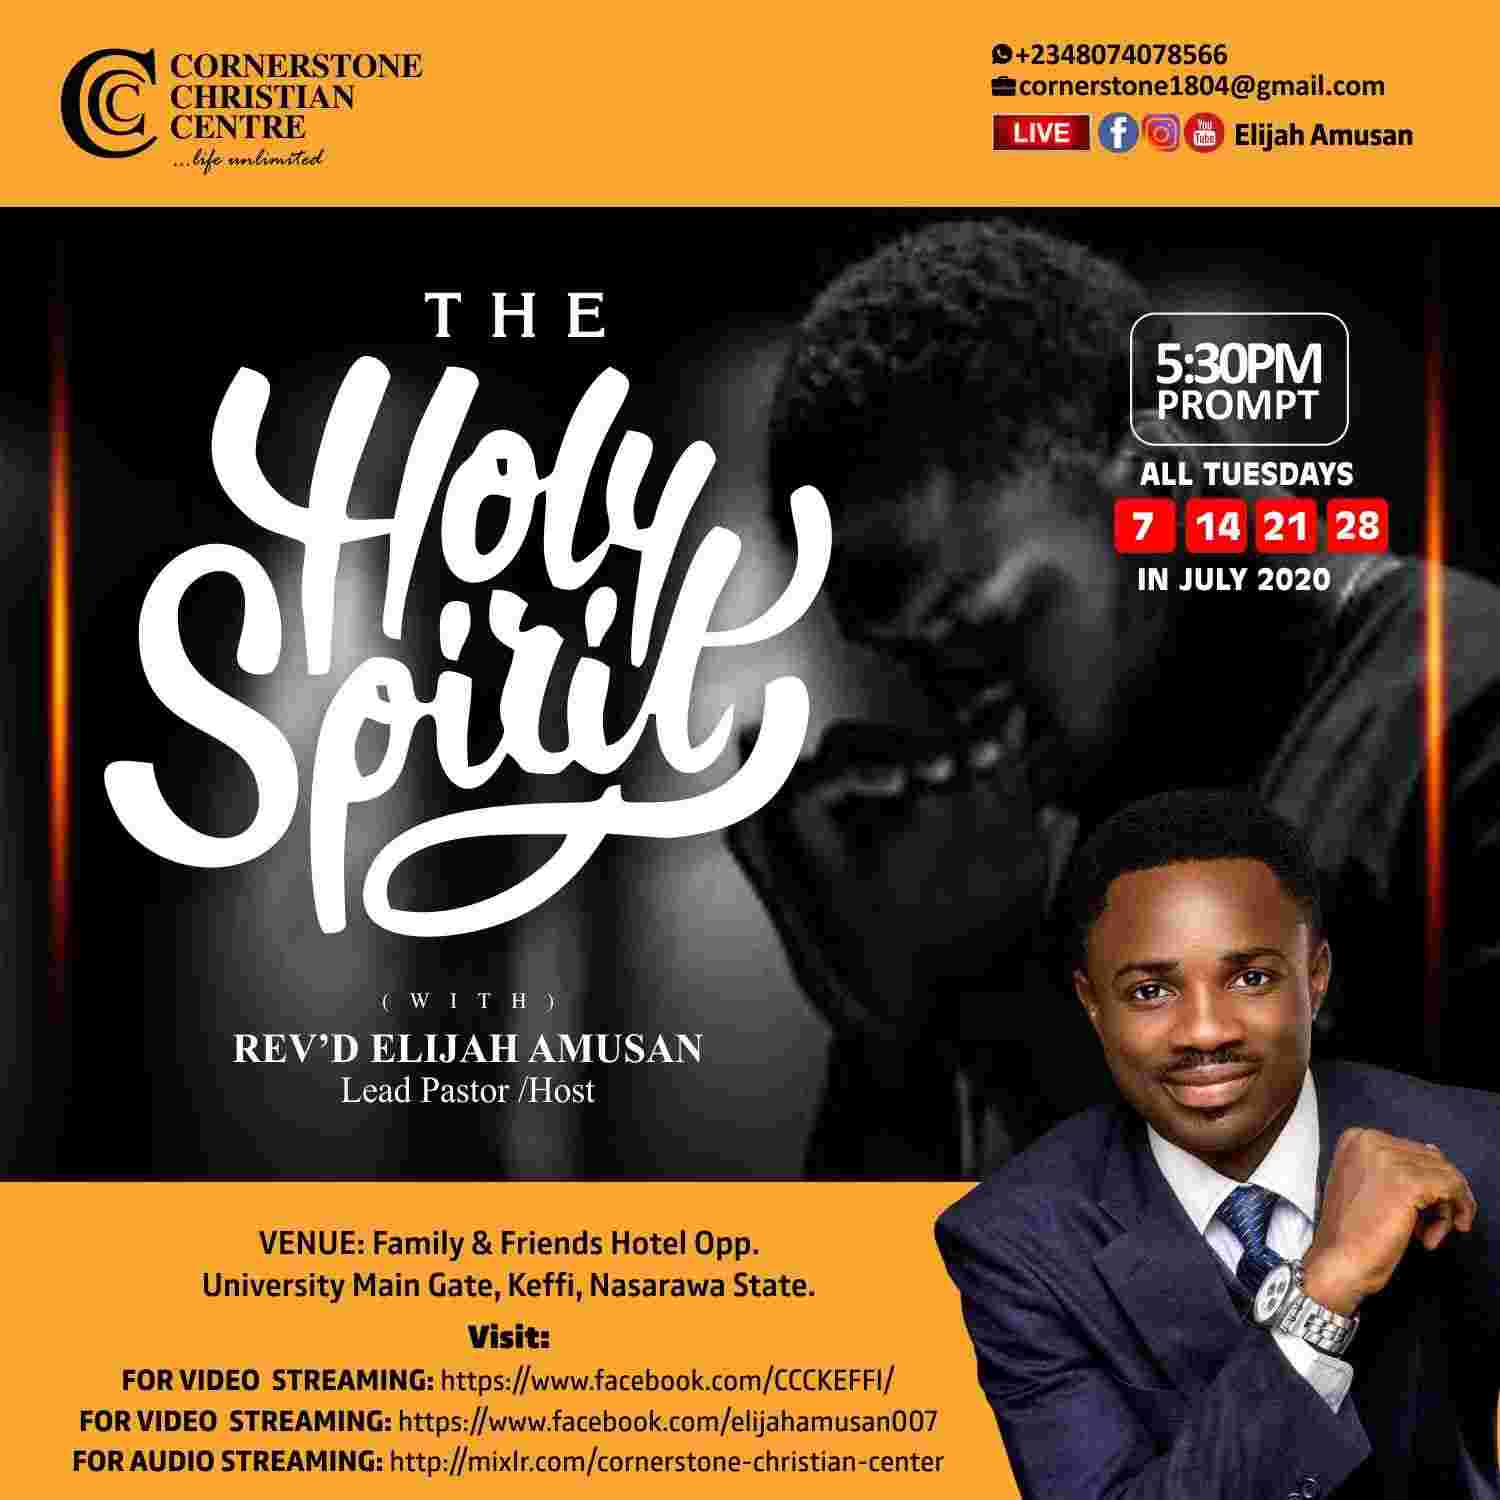 CORNERSTONE
CHRISTIAN
CENTRE
...life unlimited
+2348074078566
cornerstone1804@gmail.com
LIVE You Tube Elijah Amusan
THE
Holy
Spirit
(WITH)
REV’D ELIJAH AMUSAN
Lead Pastor /Host
5:30PM
PROMPT
ALL TUESDAYS
7 14 21 28
IN JULY 2020
VENUE: Family & Friends Hotel Opp.
University Main Gate, Keffi, Nasarawa State.
Visit:
FOR VIDEO STREAMING: https://www.facebook.com/CCCKEFFI/
FOR VIDEO STREAMING: https://www.facebook.com/elijahamusan007
FOR AUDIO STREAMING: http://mixlr.com/cornerstone-christian-center